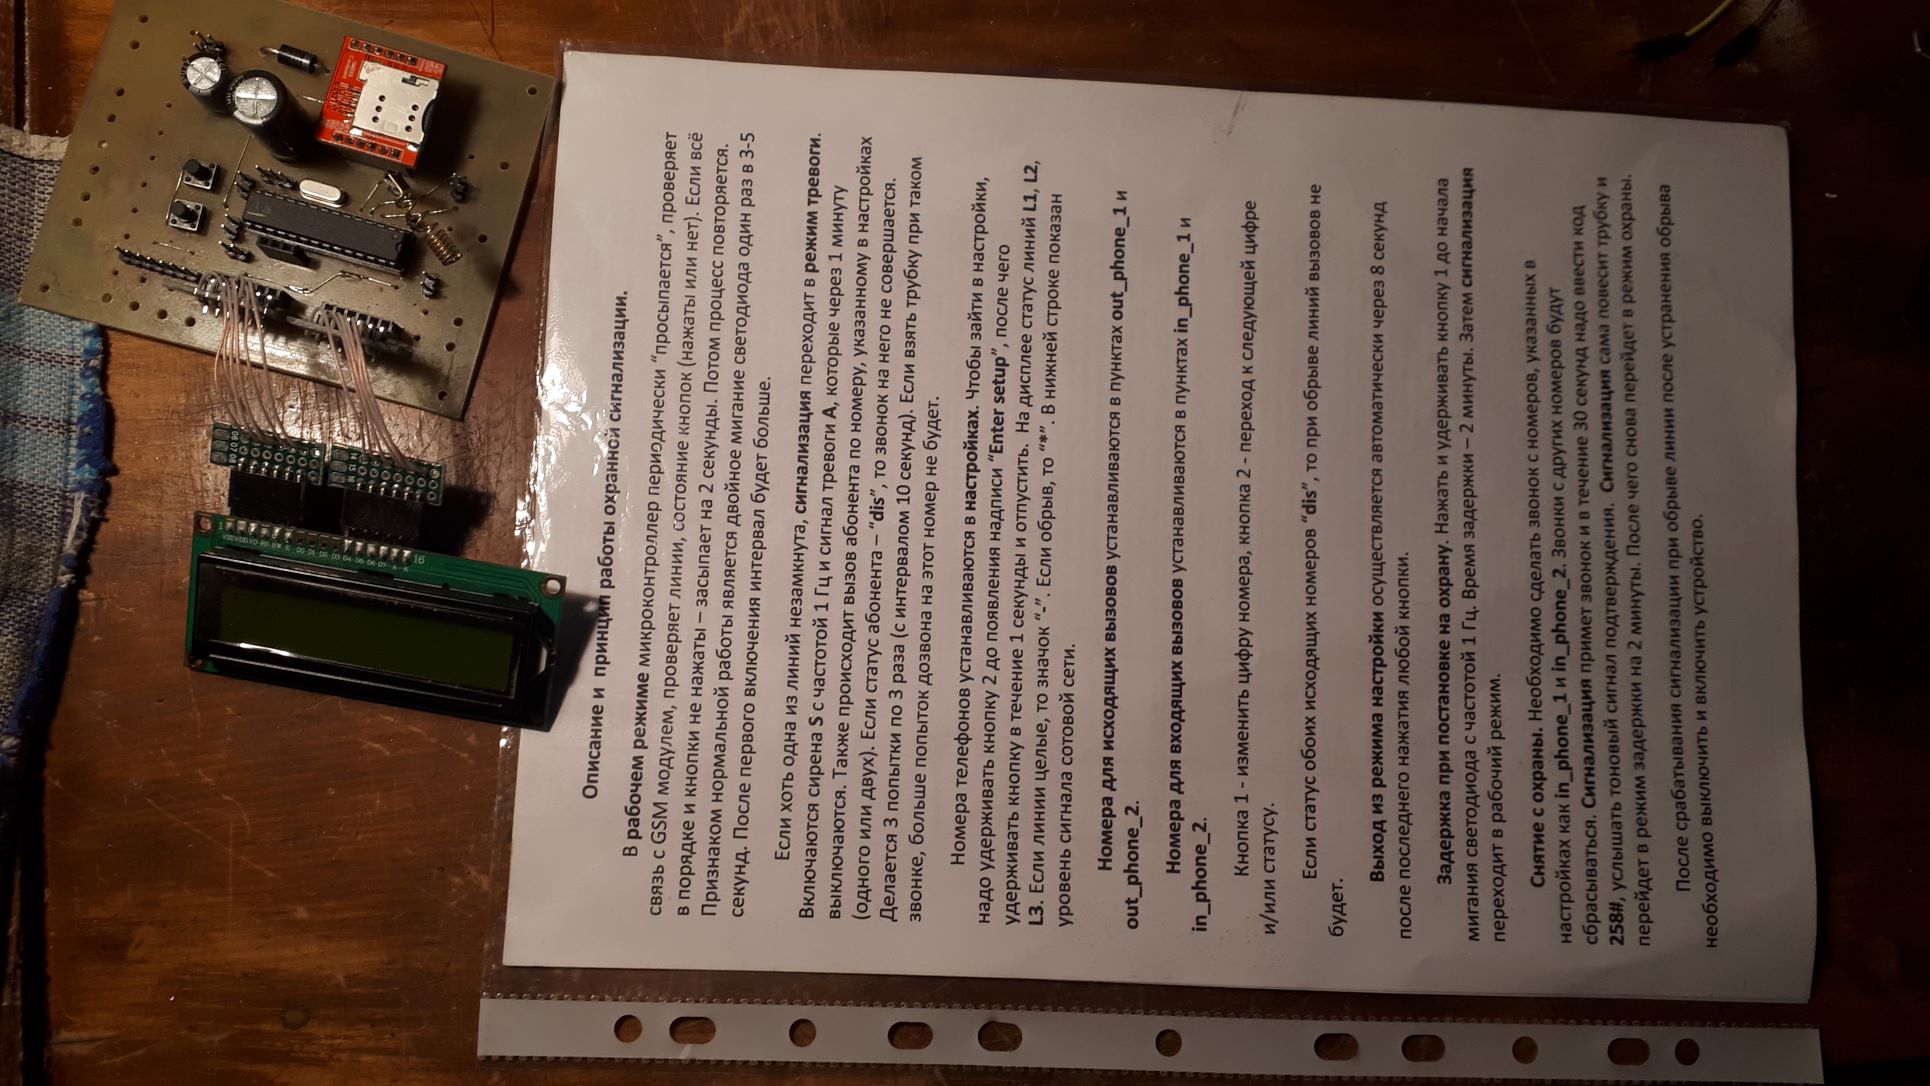 Описание и принцип работы охранной сигнализации.
В рабочем режиме микроконтроллер периодически “просыпается”, проверяет
связь с GSM модулем, проверяет линии, состояние кнопок (нажаты или нет). Если всё
в порядке и кнопки не нажаты – засыпает на 2 секунды. Потом процесс повторяется.
Признаком нормальной работы является двойное мигание светодиода один раз в 3-5
секунд. После первого включения интервал будет больше.
Если хоть одна из линий незамкнута, сигнализация переходит в режим тревоги.
Включаются сирена S с частотой 1 Гц и сигнал тревоги A, которые через 1 минуту
выключаются. Также происходит вызов абонента по номеру, указанному в настройках
(одного или двух). Если статус абонента – “dis”, то звонок на него не совершается.
Делается 3 попытки по 3 раза (с интервалом 10 секунд). Если взять трубку при таком
звонке, больше попыток дозвона на этот номер не будет.
Номера телефонов устанавливаются в настройках. Чтобы зайти в настройки,
надо удерживать кнопку 2 до появления надписи “Enter setup”, после чего
удерживать кнопку в течение 1 секунды и отпустить. На дисплее статус линий L1, L2,
L3. Если линии целые, то значок “-”. Если обрыв, то “*”. В нижней строке показан
уровень сигнала сотовой сети.
Номера для исходящих вызовов устанавливаются в пунктах out_phone_1 и
out_phone_2.
Номера для входящих вызовов устанавливаются в пунктах in_phone_1 и
in_phone_2.
Кнопка 1 - изменить цифру номера, кнопка 2 - переход к следующей цифре
и/или статусу.
Если статус обоих исходящих номеров “dis”, то при обрыве линий вызовов не
будет.
Выход из режима настройки осуществляется автоматически через 8 секунд
после последнего нажатия любой кнопки.
Задержка при постановке на охрану. Нажать и удерживать кнопку 1 до начала
мигания светодиода с частотой 1 Гц. Время задержки – 2 минуты. Затем сигнализация
переходит в рабочий режим.
Снятие с охраны. Необходимо сделать звонок с номеров, указанных в
настройках как in_phone_1 и in_phone_2. Звонки с других номеров будут
сбрасываться. Сигнализация примет звонок и в течение 30 секунд надо ввести код
258#, услышать тоновый сигнал подтверждения. Сигнализация сама повесит трубку и
перейдет в режим задержки на 2 минуты. После чего снова перейдет в режим охраны.
После срабатывания сигнализации при обрыве линии после устранения обрыва
необходимо выключить и включить устройство.